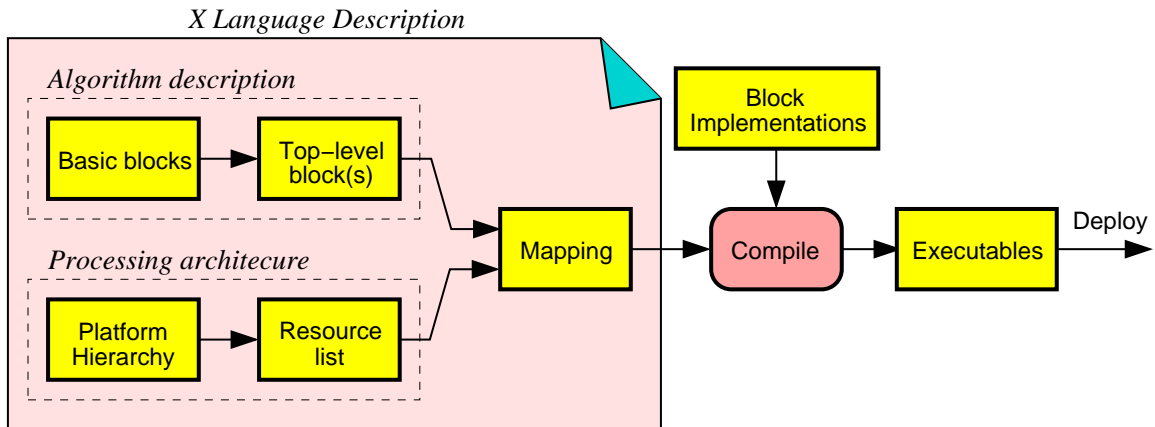 X Language Description
Algorithm description
Basic blocks
Top−level
block(s)
Block
Implementations
Mapping
Compile
Executables
Deploy
Processing architecure
Platform
Hierarchy
Resource
list